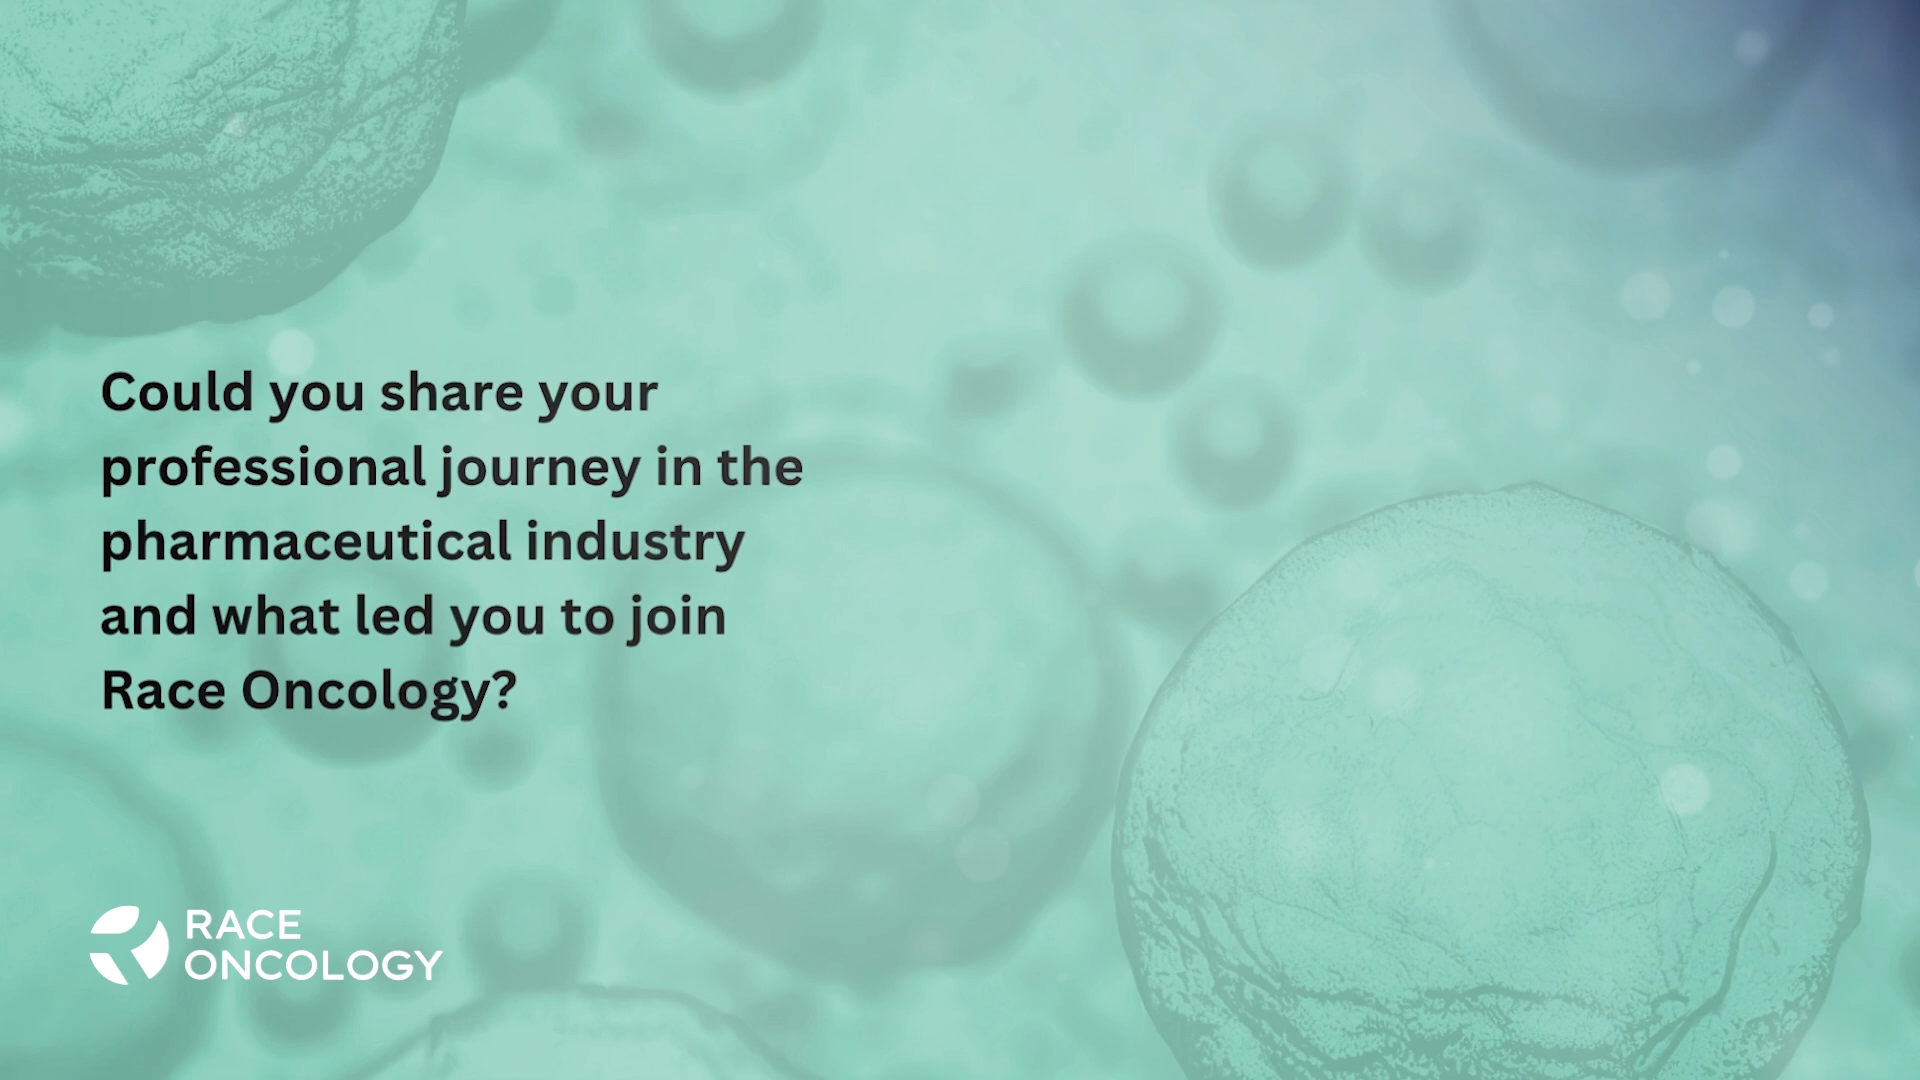 Could you share your
professional journey in the
pharmaceutical industry
and what led you to join
Race Oncology?
RACE
ONCOLOGY